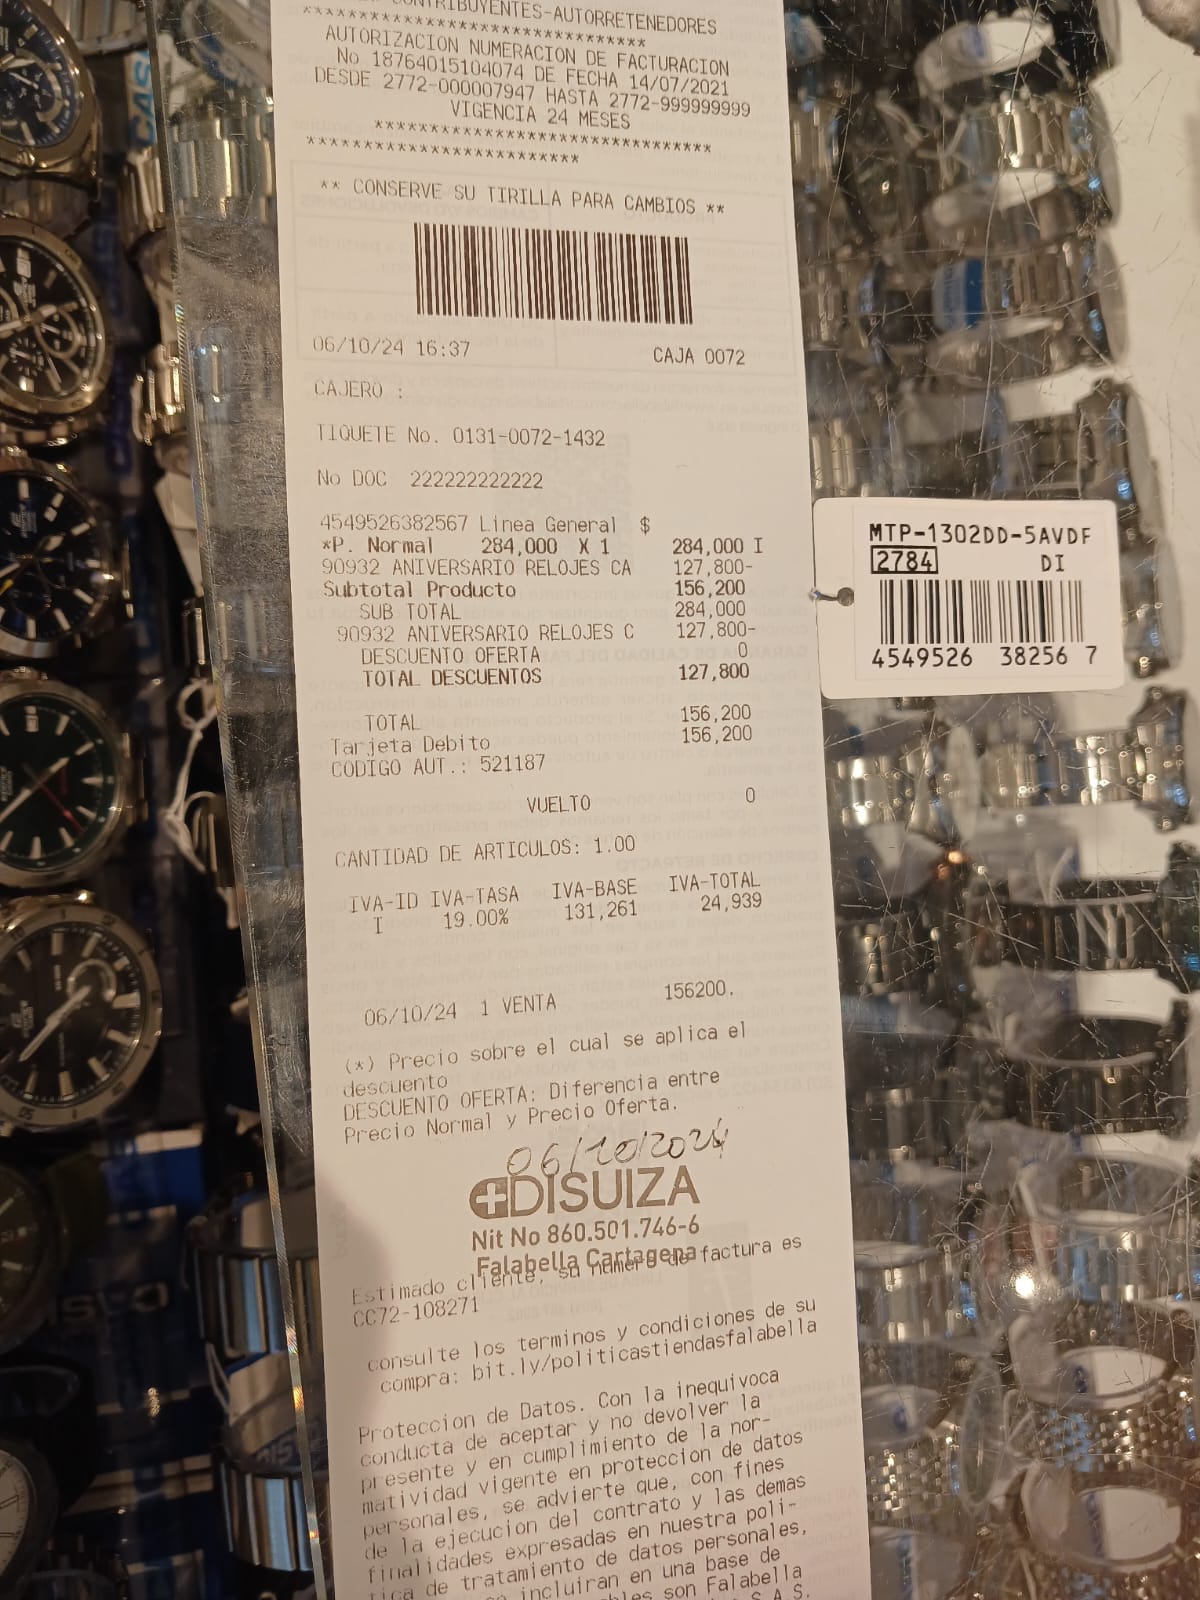 CONTRIBUYENTES-AUTORRETENEDORES
*******************************
AUTORIZACION NUMERACION DE FACTURACION
No 18764015104074 DE FECHA 14/07/2021
DESDE 2772-000007947 HASTA 2772-999999999
VIGENCIA 24 MESES
*******************************
************************
** CONSERVE SU TIRILLA PARA CAMBIOS **
06/10/24 16:37 CAJA 0072
CAJERO :
TIQUETE No. 0131-0072-1432
No DOC 222222222222
4549526382567 Linea General $
*P. Normal 284,000 X 1 284,000 I
90932 ANIVERSARIO RELOJES CA 127,800-
Subtotal Producto 156,200
SUB TOTAL 284,000
90932 ANIVERSARIO RELOJES C 127,800-
DESCUENTO OFERTA 0
TOTAL DESCUENTOS 127,800
TOTAL 156,200
Tarjeta Debito 156,200
CODIGO AUT.: 521187
VUELTO 0
CANTIDAD DE ARTICULOS: 1.00
IVA-ID IVA-TASA IVA-BASE IVA-TOTAL
I 19.00% 131,261 24,939
06/10/24 1 VENTA 156200.
(*) Precio sobre el cual se aplica el
descuento
DESCUENTO OFERTA: Diferencia entre
Precio Normal y Precio Oferta.
06/10/2024
DISUIZA
Nit No 860.501.746-6
Falabella Cartagena
Estimado cliente, su número de factura es
CC72-108271
consulte los terminos y condiciones de su
compra: bit.ly/politicastiendasfalabella
Proteccion de Datos. Con la inequivoca
conducta de aceptar y no devolver la
presente y en cumplimiento de la nor-
matividad vigente en proteccion de datos
personales, se advierte que, con fines
de la ejecucion del contrato y las demas
finalidades expresadas en nuestra poli-
tica de tratamiento de datos personales,
incluiran en una base de
son Falabella
S.A.S.
MTP-1302DD-5AVDF
2784 DI
4549526 38256 7